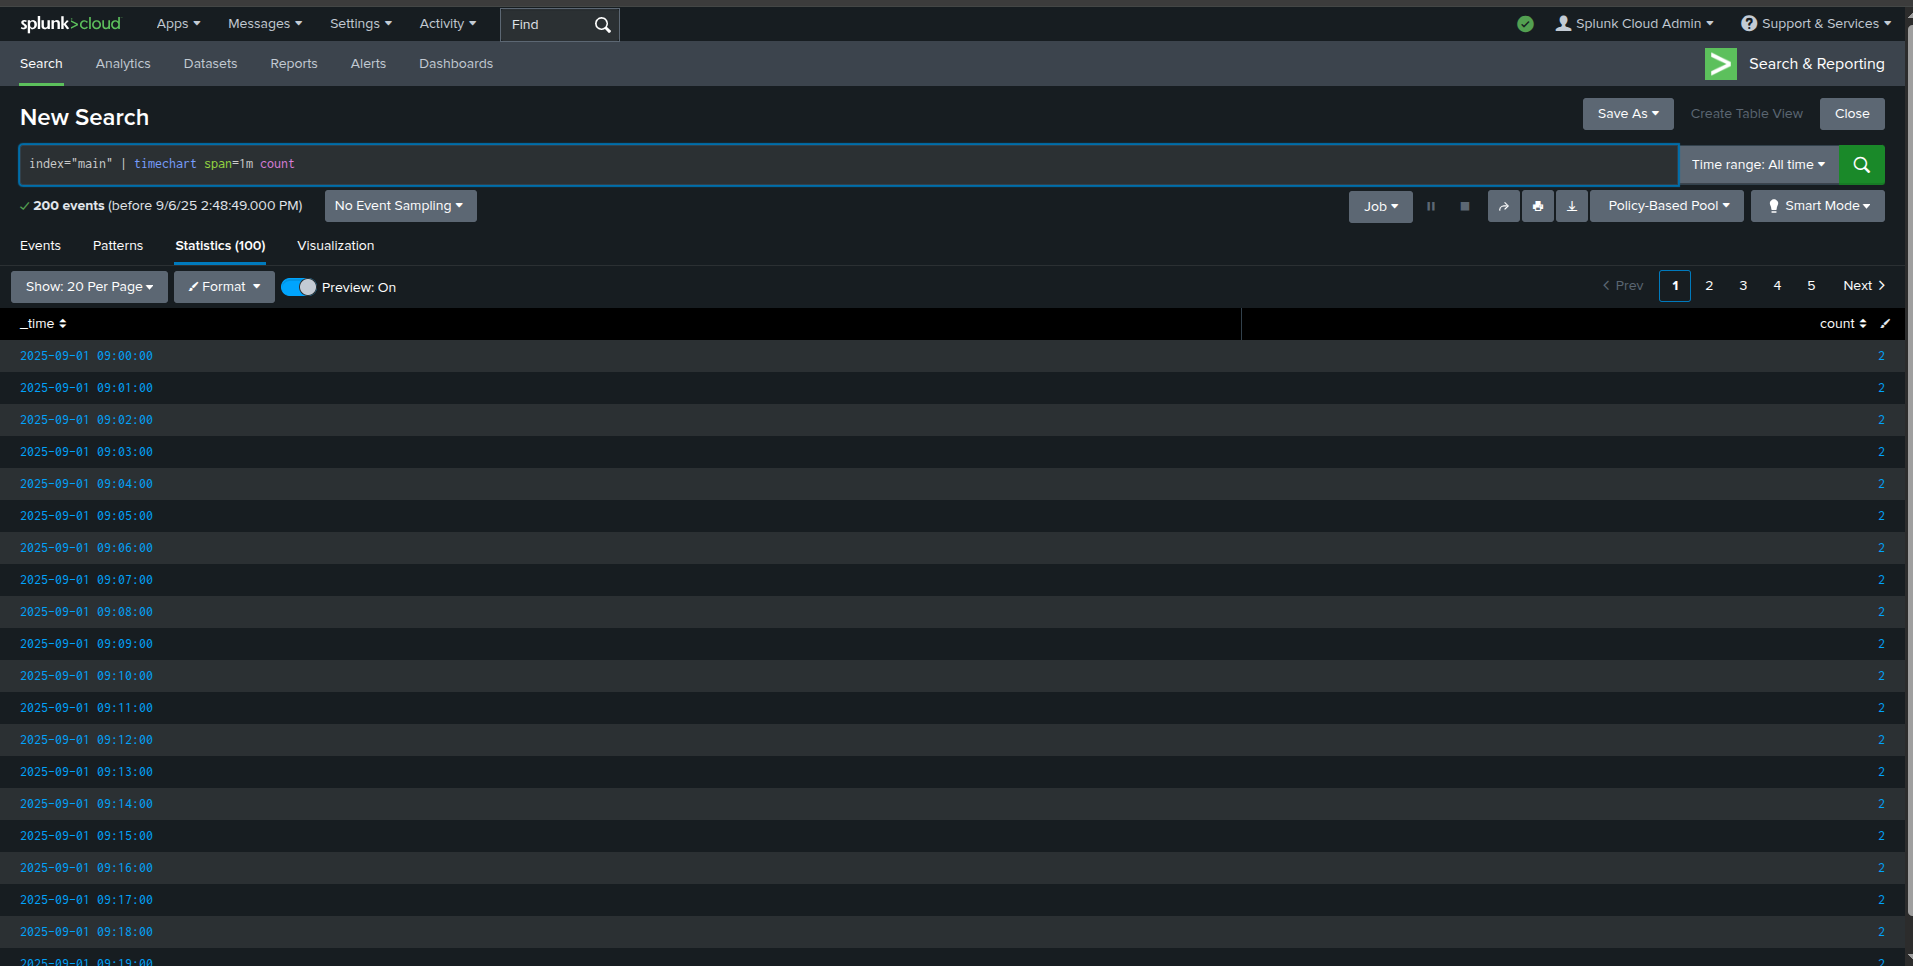 splunk>cloud Apps Messages Settings Activity Find Splunk Cloud Admin Support & Services
Search Analytics Datasets Reports Alerts Dashboards Search & Reporting
New Search Save As Create Table View Close
index="main" | timechart span=1m count Time range: All time
200 events (before 9/6/25 2:48:49.000 PM) No Event Sampling Job Policy-Based Pool Smart Mode
Events Patterns Statistics (100) Visualization
Show: 20 Per Page Format Preview: On < Prev 1 2 3 4 5 Next >
_time count
2025-09-01 09:00:00 2
2025-09-01 09:01:00 2
2025-09-01 09:02:00 2
2025-09-01 09:03:00 2
2025-09-01 09:04:00 2
2025-09-01 09:05:00 2
2025-09-01 09:06:00 2
2025-09-01 09:07:00 2
2025-09-01 09:08:00 2
2025-09-01 09:09:00 2
2025-09-01 09:10:00 2
2025-09-01 09:11:00 2
2025-09-01 09:12:00 2
2025-09-01 09:13:00 2
2025-09-01 09:14:00 2
2025-09-01 09:15:00 2
2025-09-01 09:16:00 2
2025-09-01 09:17:00 2
2025-09-01 09:18:00 2
2025-09-01 09:19:00 2